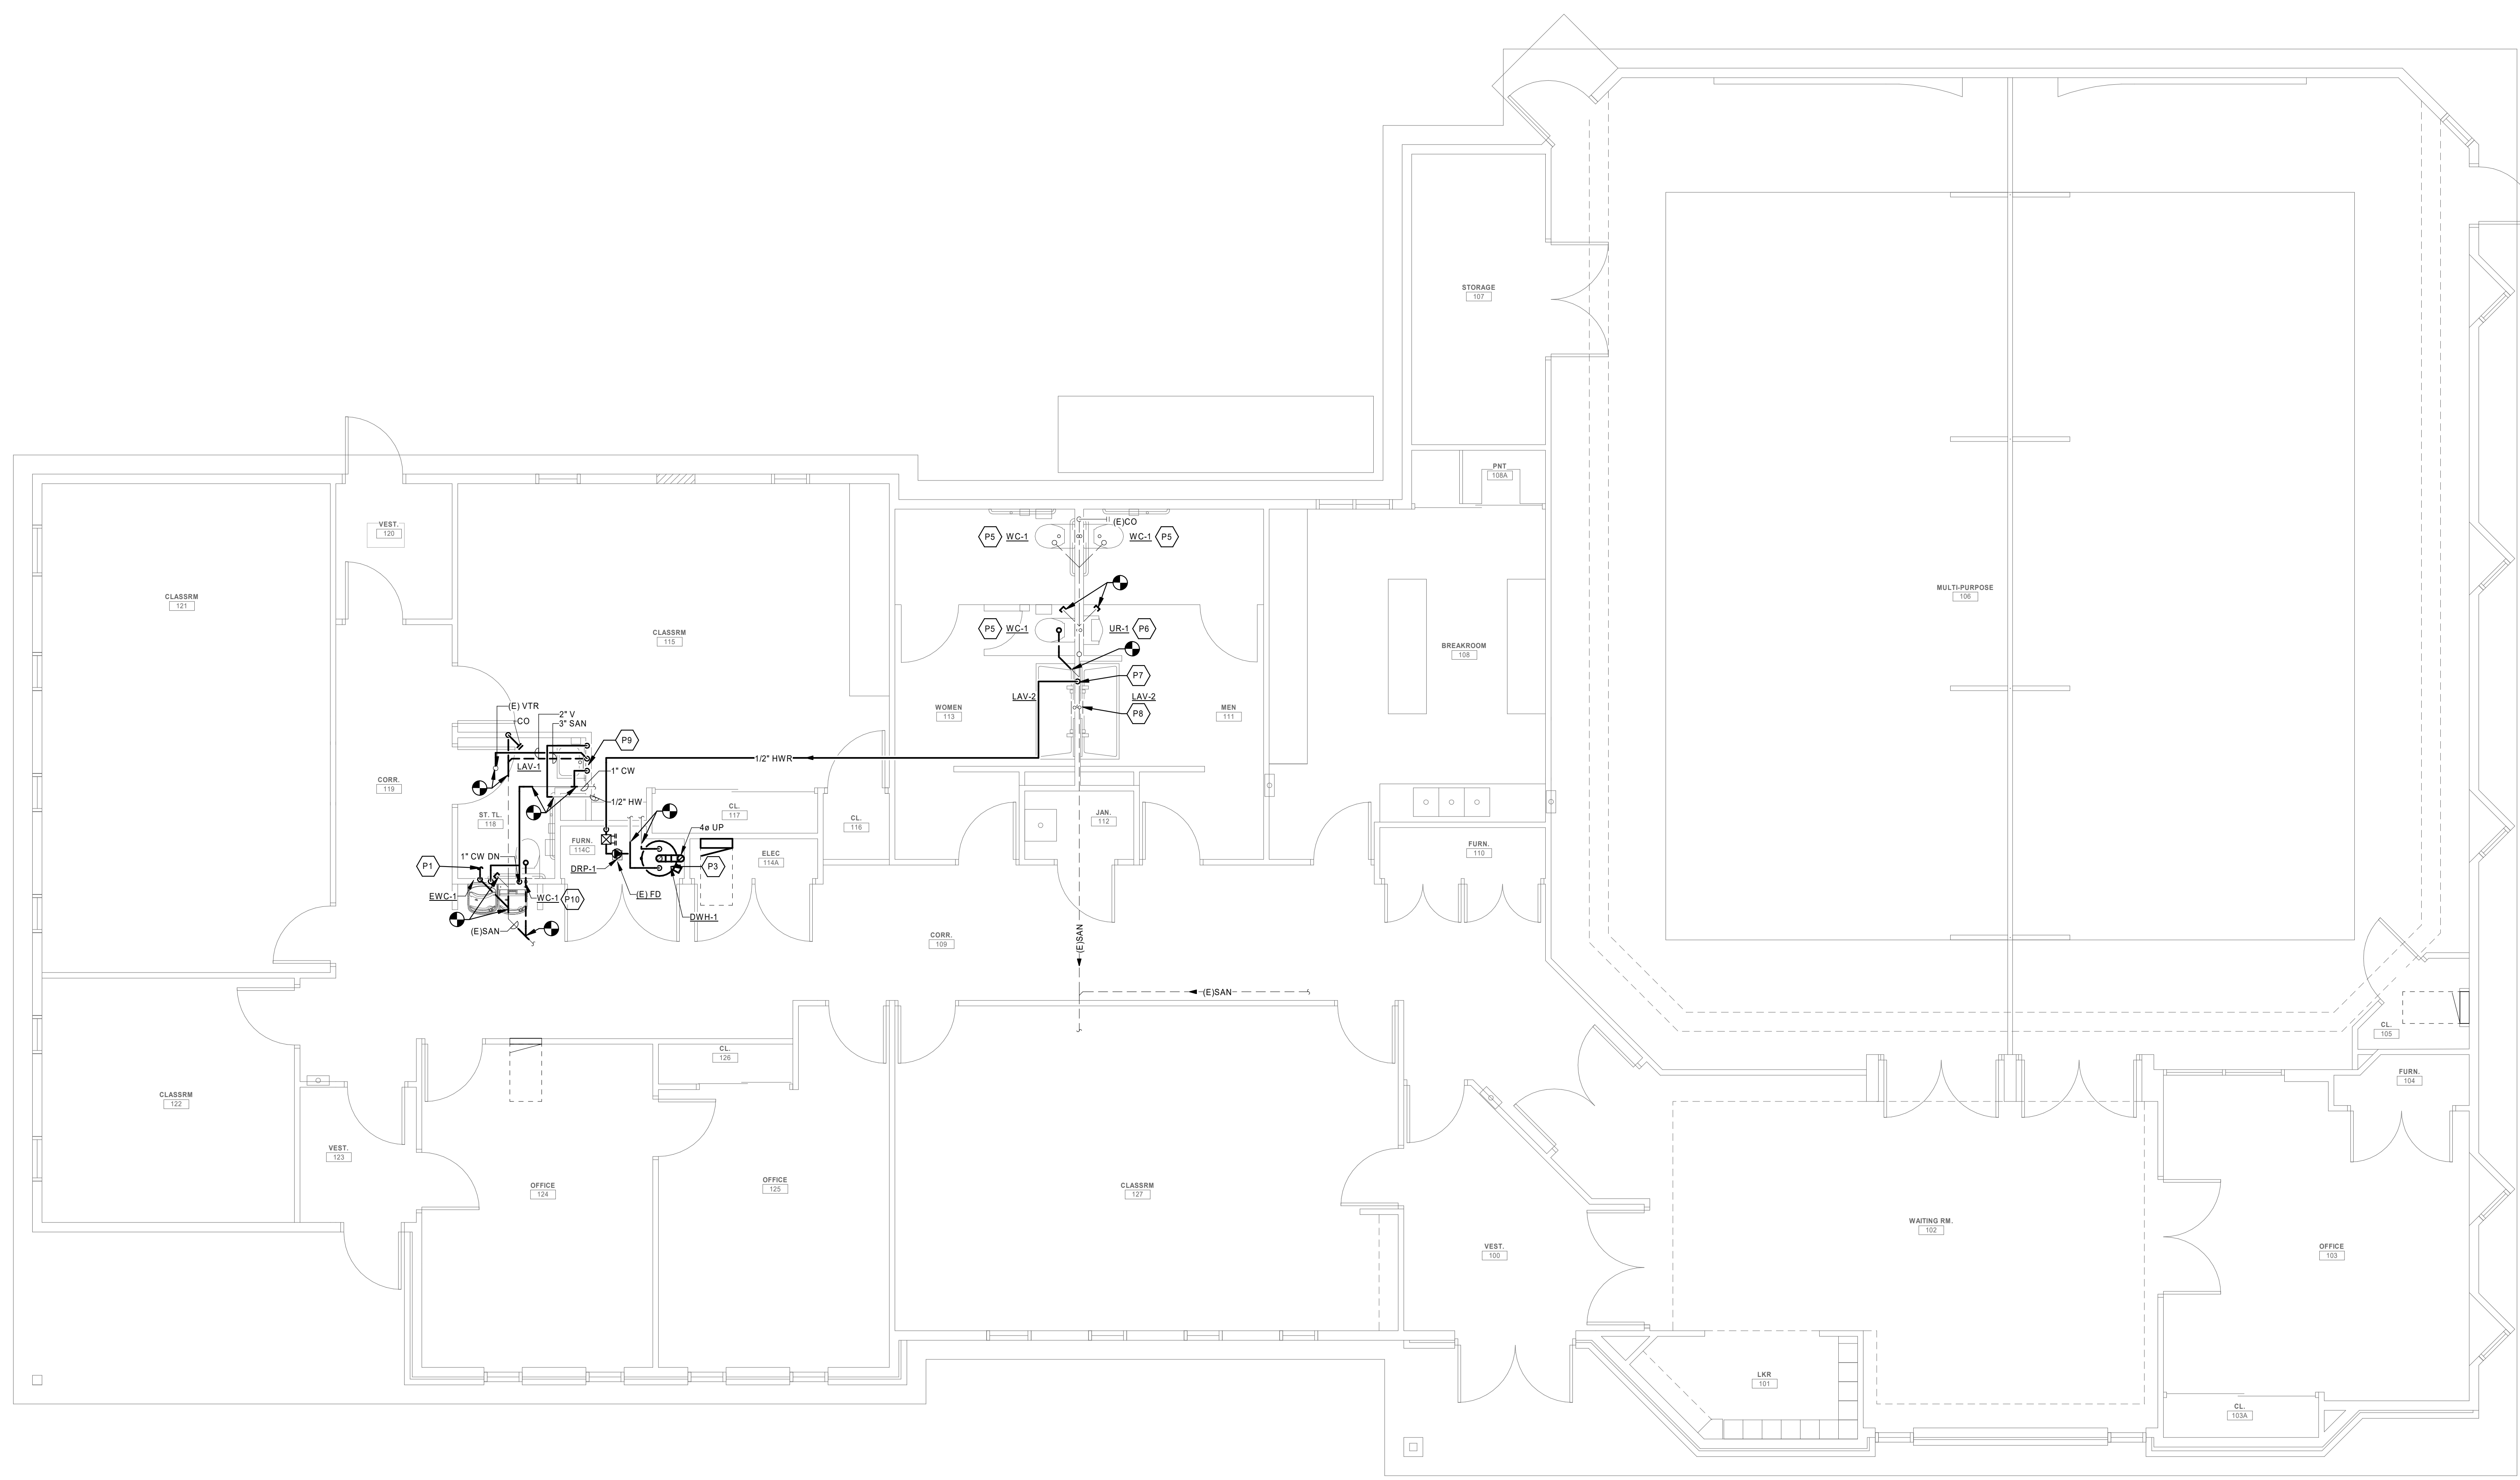 STORAGE
107
PNT
108A
(E)CO
P5
WC-1
WC-1
P5
VEST.
120
MULTI-PURPOSE
106
CLASSRM
121
CLASSRM
115
P5
WC-1
UR-1
P6
BREAKROOM
108
P7
LAV-2
LAV-2
P8
WOMEN
113
MEN
111
(E) VTR
CO
2" V
3" SAN
P9
LAV-1
1/2" HWR
1" CW
1/2" HW
CORR.
119
ST. TL.
118
CL.
117
CL.
116
JAN.
112
4ø UP
FURN.
114C
ELEC
114A
FURN.
110
1" CW DN
P1
DRP-1
P3
EWC-1
WC-1
P10
(E) FD
DWH-1
(E)SAN
CORR.
109
(E)SAN
(E)SAN
CL.
105
CL.
126
FURN.
104
CLASSRM
122
VEST.
123
OFFICE
124
OFFICE
125
CLASSRM
127
WAITING RM.
102
VEST.
100
OFFICE
103
LKR
101
CL.
103A